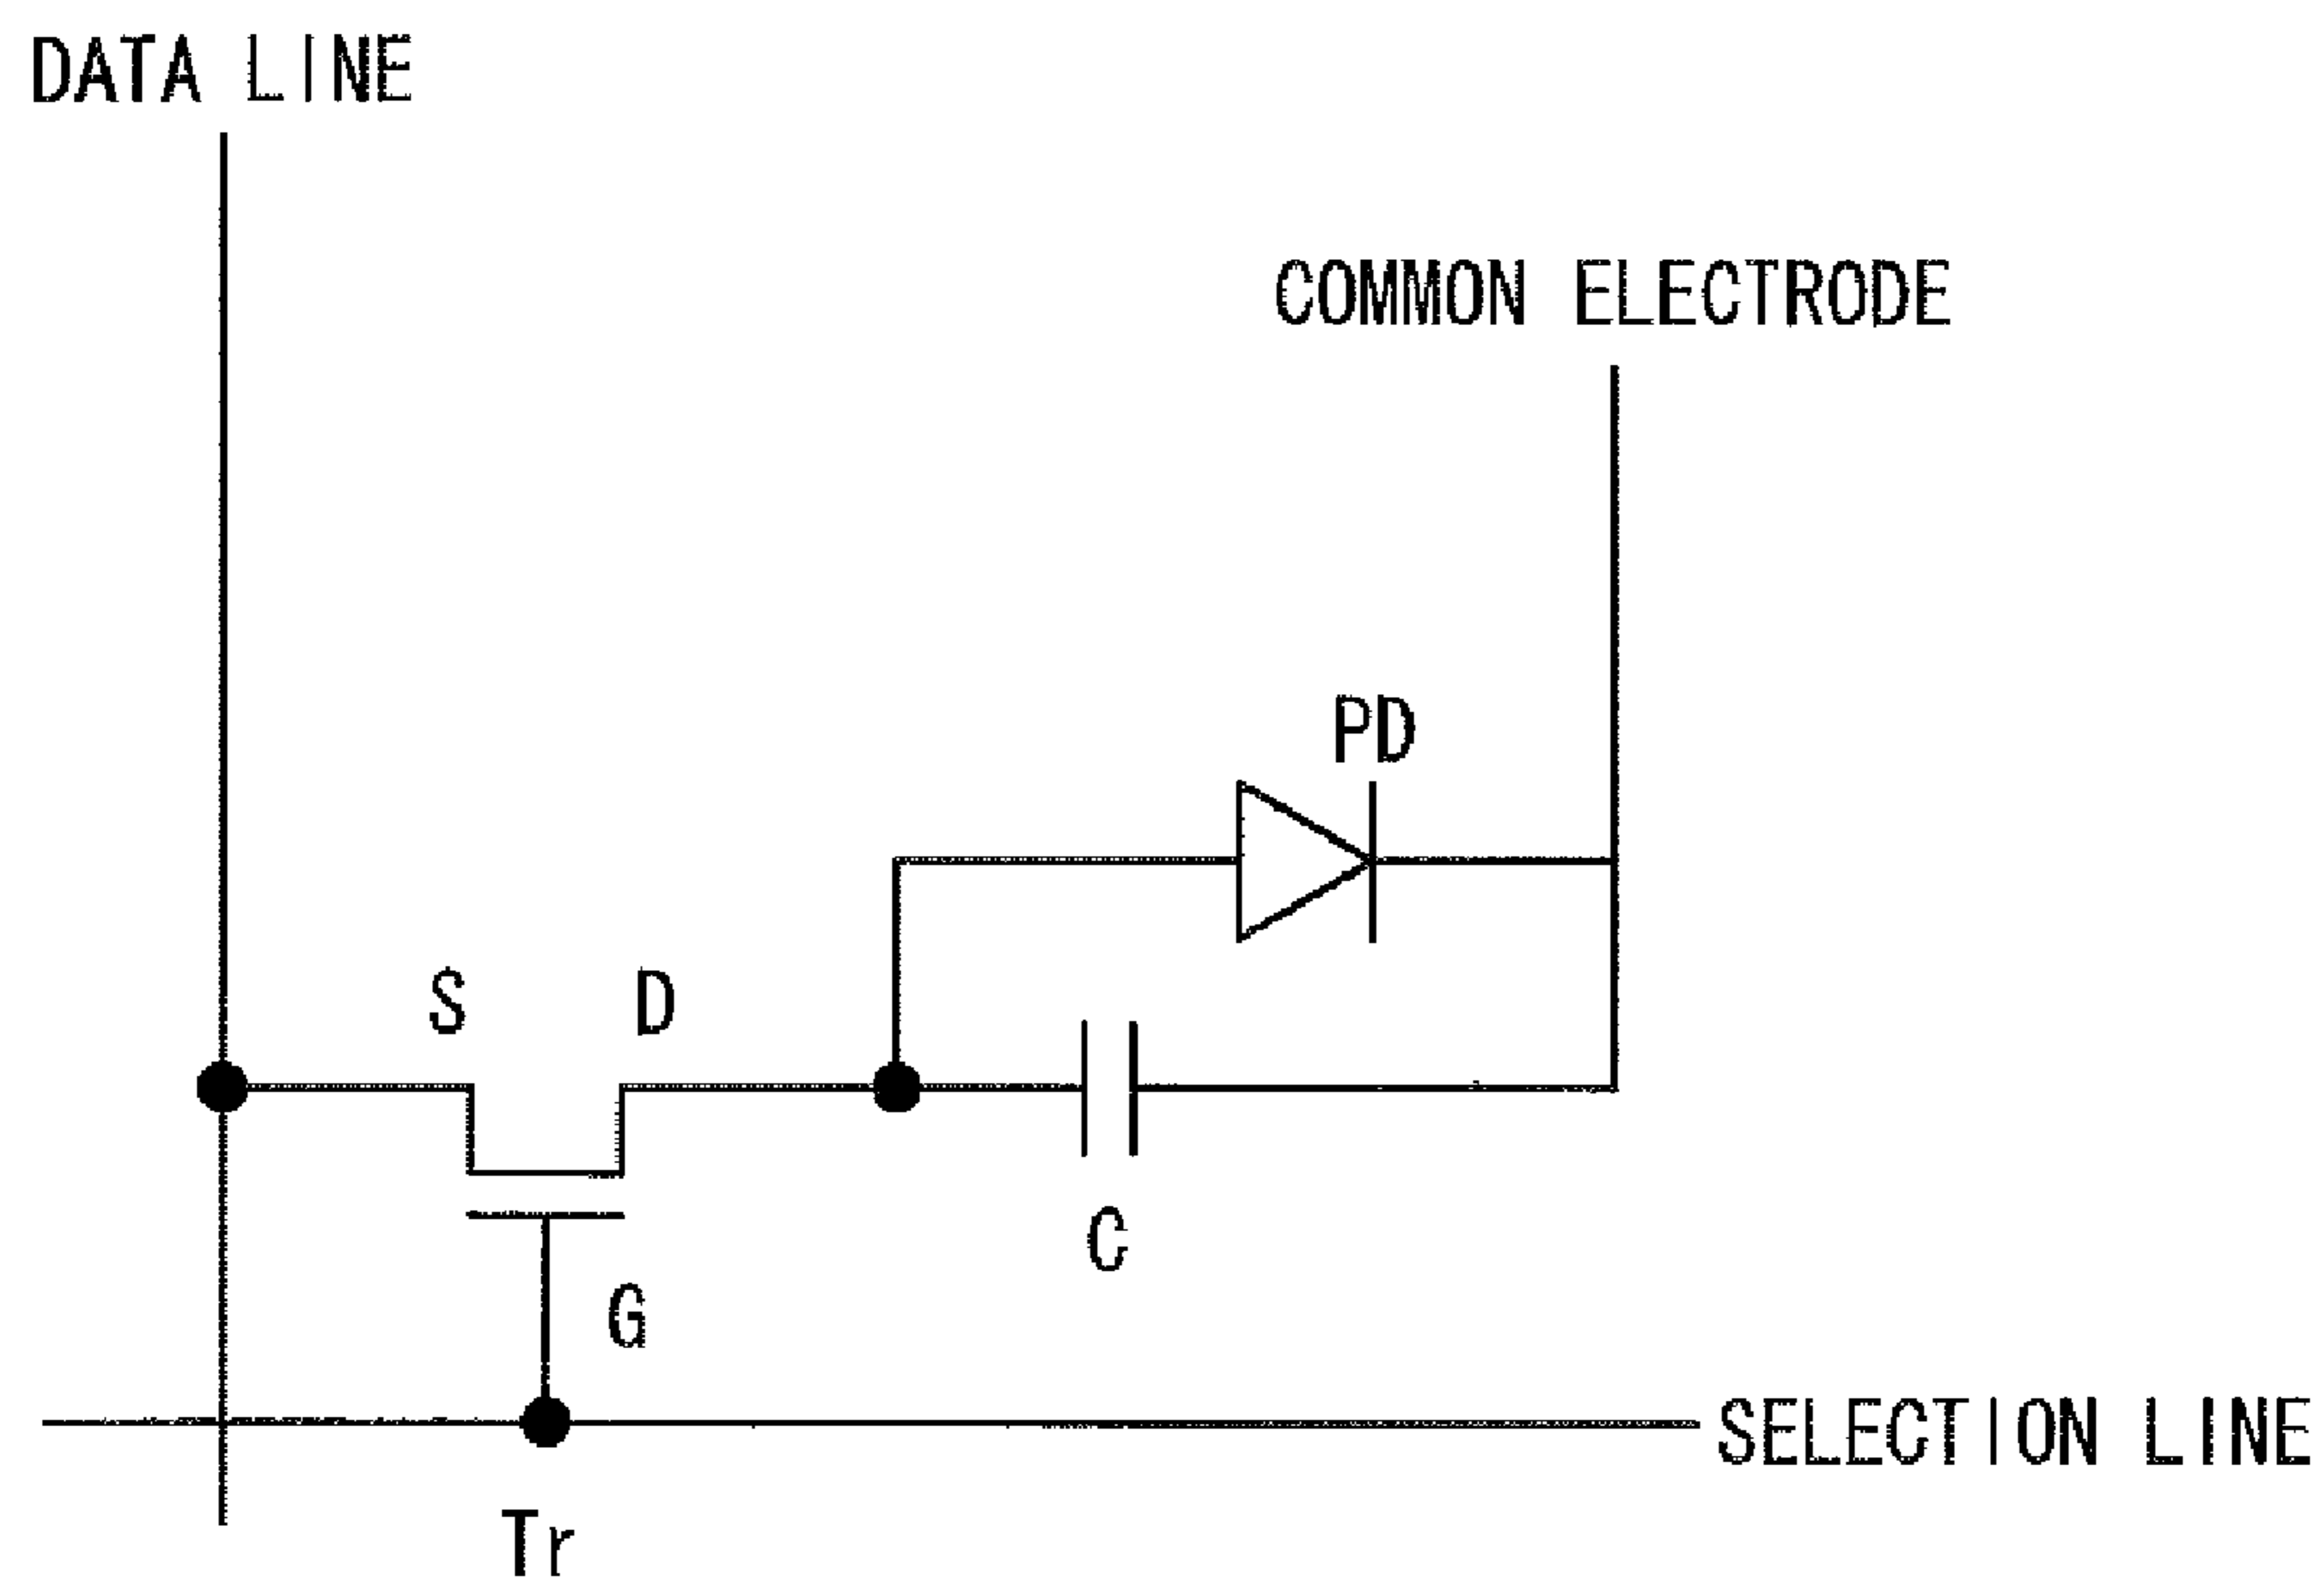 DATA LINE
COMMON ELECTRODE
PD
S D
C
G
SELECTION LINE
Tr